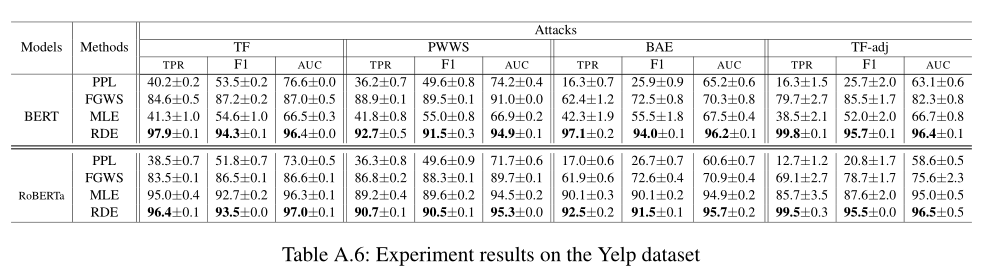 Attacks
Models Methods TF PWWS BAE TF-adj
TPR F1 AUC TPR F1 AUC TPR F1 AUC TPR F1 AUC
PPL 40.2±0.2 53.5±0.2 76.6±0.0 36.2±0.7 49.6±0.8 74.2±0.4 16.3±0.7 25.9±0.9 65.2±0.6 16.3±1.5 25.7±2.0 63.1±0.6
FGWS 84.6±0.5 87.2±0.2 87.0±0.5 88.9±0.1 89.5±0.1 91.0±0.0 62.4±1.2 72.5±0.8 70.3±0.8 79.7±2.7 85.5±1.7 82.3±0.8
BERT MLE 41.3±1.0 54.6±1.0 66.5±0.3 41.8±0.8 55.0±0.8 66.9±0.2 42.3±1.9 55.5±1.8 67.5±0.4 38.5±2.1 52.0±2.0 66.7±0.8
RDE 97.9±0.1 94.3±0.1 96.4±0.0 92.7±0.5 91.5±0.3 94.9±0.1 97.1±0.2 94.0±0.1 96.2±0.1 99.8±0.1 95.7±0.1 96.4±0.1
PPL 38.5±0.7 51.8±0.7 73.0±0.5 36.3±0.8 49.6±0.9 71.7±0.6 17.0±0.6 26.7±0.7 60.6±0.7 12.7±1.2 20.8±1.7 58.6±0.5
FGWS 83.5±0.1 86.5±0.1 86.6±0.1 86.8±0.2 88.3±0.1 89.7±0.1 61.9±0.6 72.6±0.4 70.9±0.4 69.1±2.7 78.7±1.7 75.6±2.3
RoBERTa MLE 95.0±0.4 92.7±0.2 96.3±0.1 89.2±0.4 89.6±0.2 94.5±0.2 90.1±0.3 90.1±0.2 94.9±0.2 85.7±3.5 87.6±2.0 95.0±0.5
RDE 96.4±0.1 93.5±0.0 97.0±0.1 90.7±0.1 90.5±0.1 95.3±0.0 92.5±0.2 91.5±0.1 95.7±0.2 99.5±0.3 95.5±0.0 96.5±0.5
Table A.6: Experiment results on the Yelp dataset